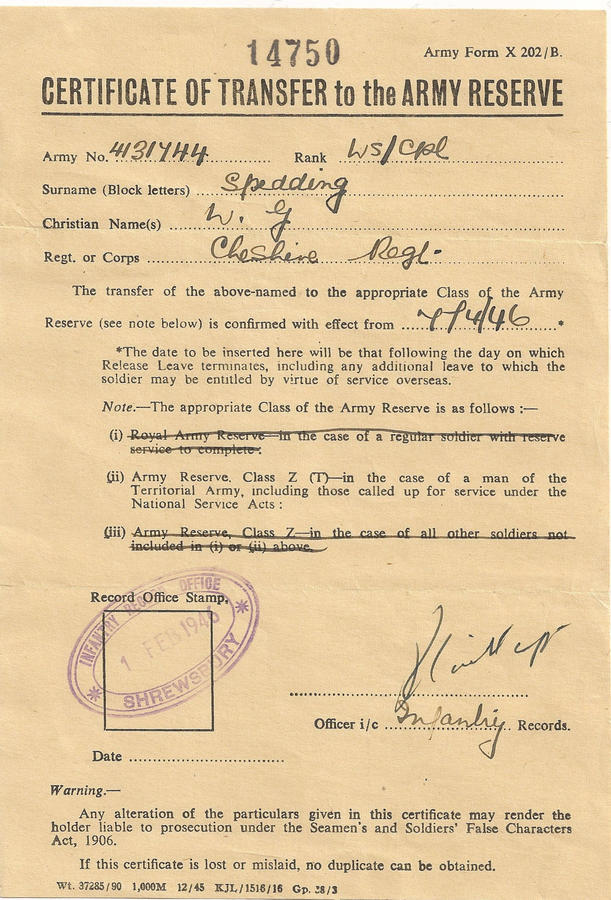 14750
Army Form X 202/B.
CERTIFICATE OF TRANSFER to the ARMY RESERVE
Army No. 4131744 Rank WS/Cpl
Surname (Block letters) Spedding
Christian Name(s) W. G
Regt. or Corps Cheshire Regt.
The transfer of the above-named to the appropriate Class of the Army
Reserve (see note below) is confirmed with effect from 7/4/46 *
*The date to be inserted here will be that following the day on which
Release Leave terminates, including any additional leave to which the
soldier may be entitled by virtue of service overseas.
Note.—The appropriate Class of the Army Reserve is as follows :—
(i) Royal Army Reserve—in the case of a regular soldier with reserve
service to complete:
(ii) Army Reserve, Class Z (T)—in the case of a man of the
Territorial Army, including those called up for service under the
National Service Acts :
(iii) Army Reserve, Class Z—in the case of all other soldiers not
included in (i) or (ii) above.
Record Office Stamp.
INFANTRY RECORD OFFICE
1 FEB 1946
SHREWSBURY
Officer i/c Infantry Records.
Date
Warning.—
Any alteration of the particulars given in this certificate may render the
holder liable to prosecution under the Seamen's and Soldiers' False Characters
Act, 1906.
If this certificate is lost or mislaid, no duplicate can be obtained.
Wt. 37285/90 1,000M 12/45 KJL/1516/16 Gp. 38/3